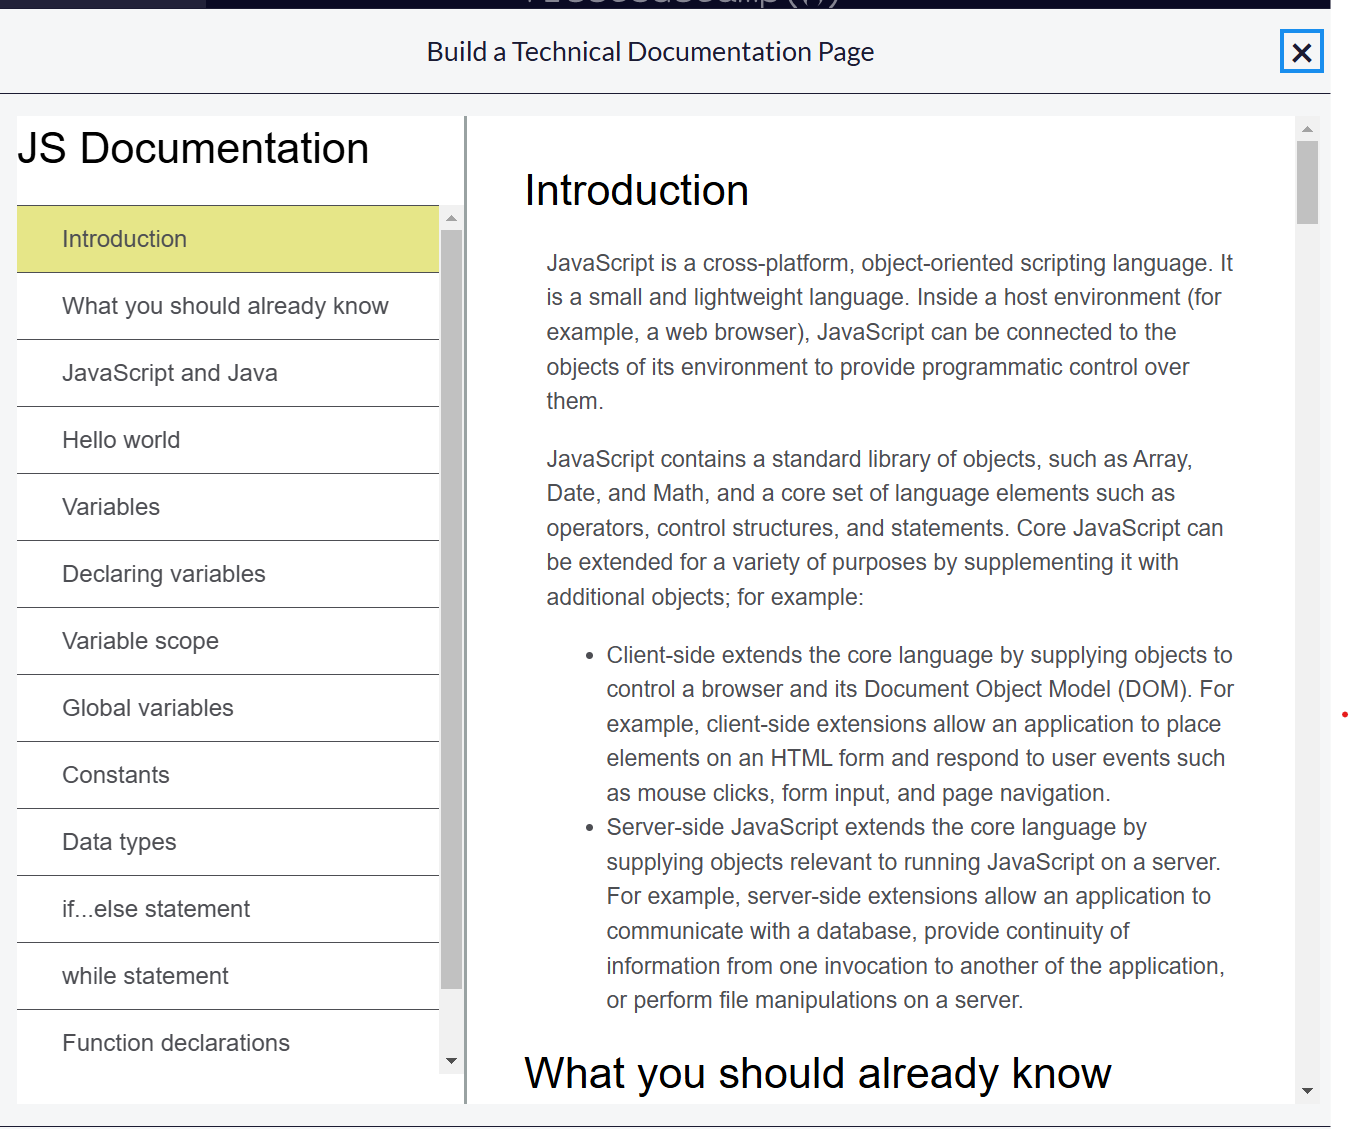 Build a Technical Documentation Page
JS Documentation
Introduction
What you should already know
JavaScript and Java
Hello world
Variables
Declaring variables
Variable scope
Global variables
Constants
Data types
if...else statement
while statement
Function declarations
Introduction
JavaScript is a cross-platform, object-oriented scripting language. It
is a small and lightweight language. Inside a host environment (for
example, a web browser), JavaScript can be connected to the
objects of its environment to provide programmatic control over
them.
JavaScript contains a standard library of objects, such as Array,
Date, and Math, and a core set of language elements such as
operators, control structures, and statements. Core JavaScript can
be extended for a variety of purposes by supplementing it with
additional objects; for example:
• Client-side extends the core language by supplying objects to
control a browser and its Document Object Model (DOM). For
example, client-side extensions allow an application to place
elements on an HTML form and respond to user events such
as mouse clicks, form input, and page navigation.
• Server-side JavaScript extends the core language by
supplying objects relevant to running JavaScript on a server.
For example, server-side extensions allow an application to
communicate with a database, provide continuity of
information from one invocation to another of the application,
or perform file manipulations on a server.
What you should already know